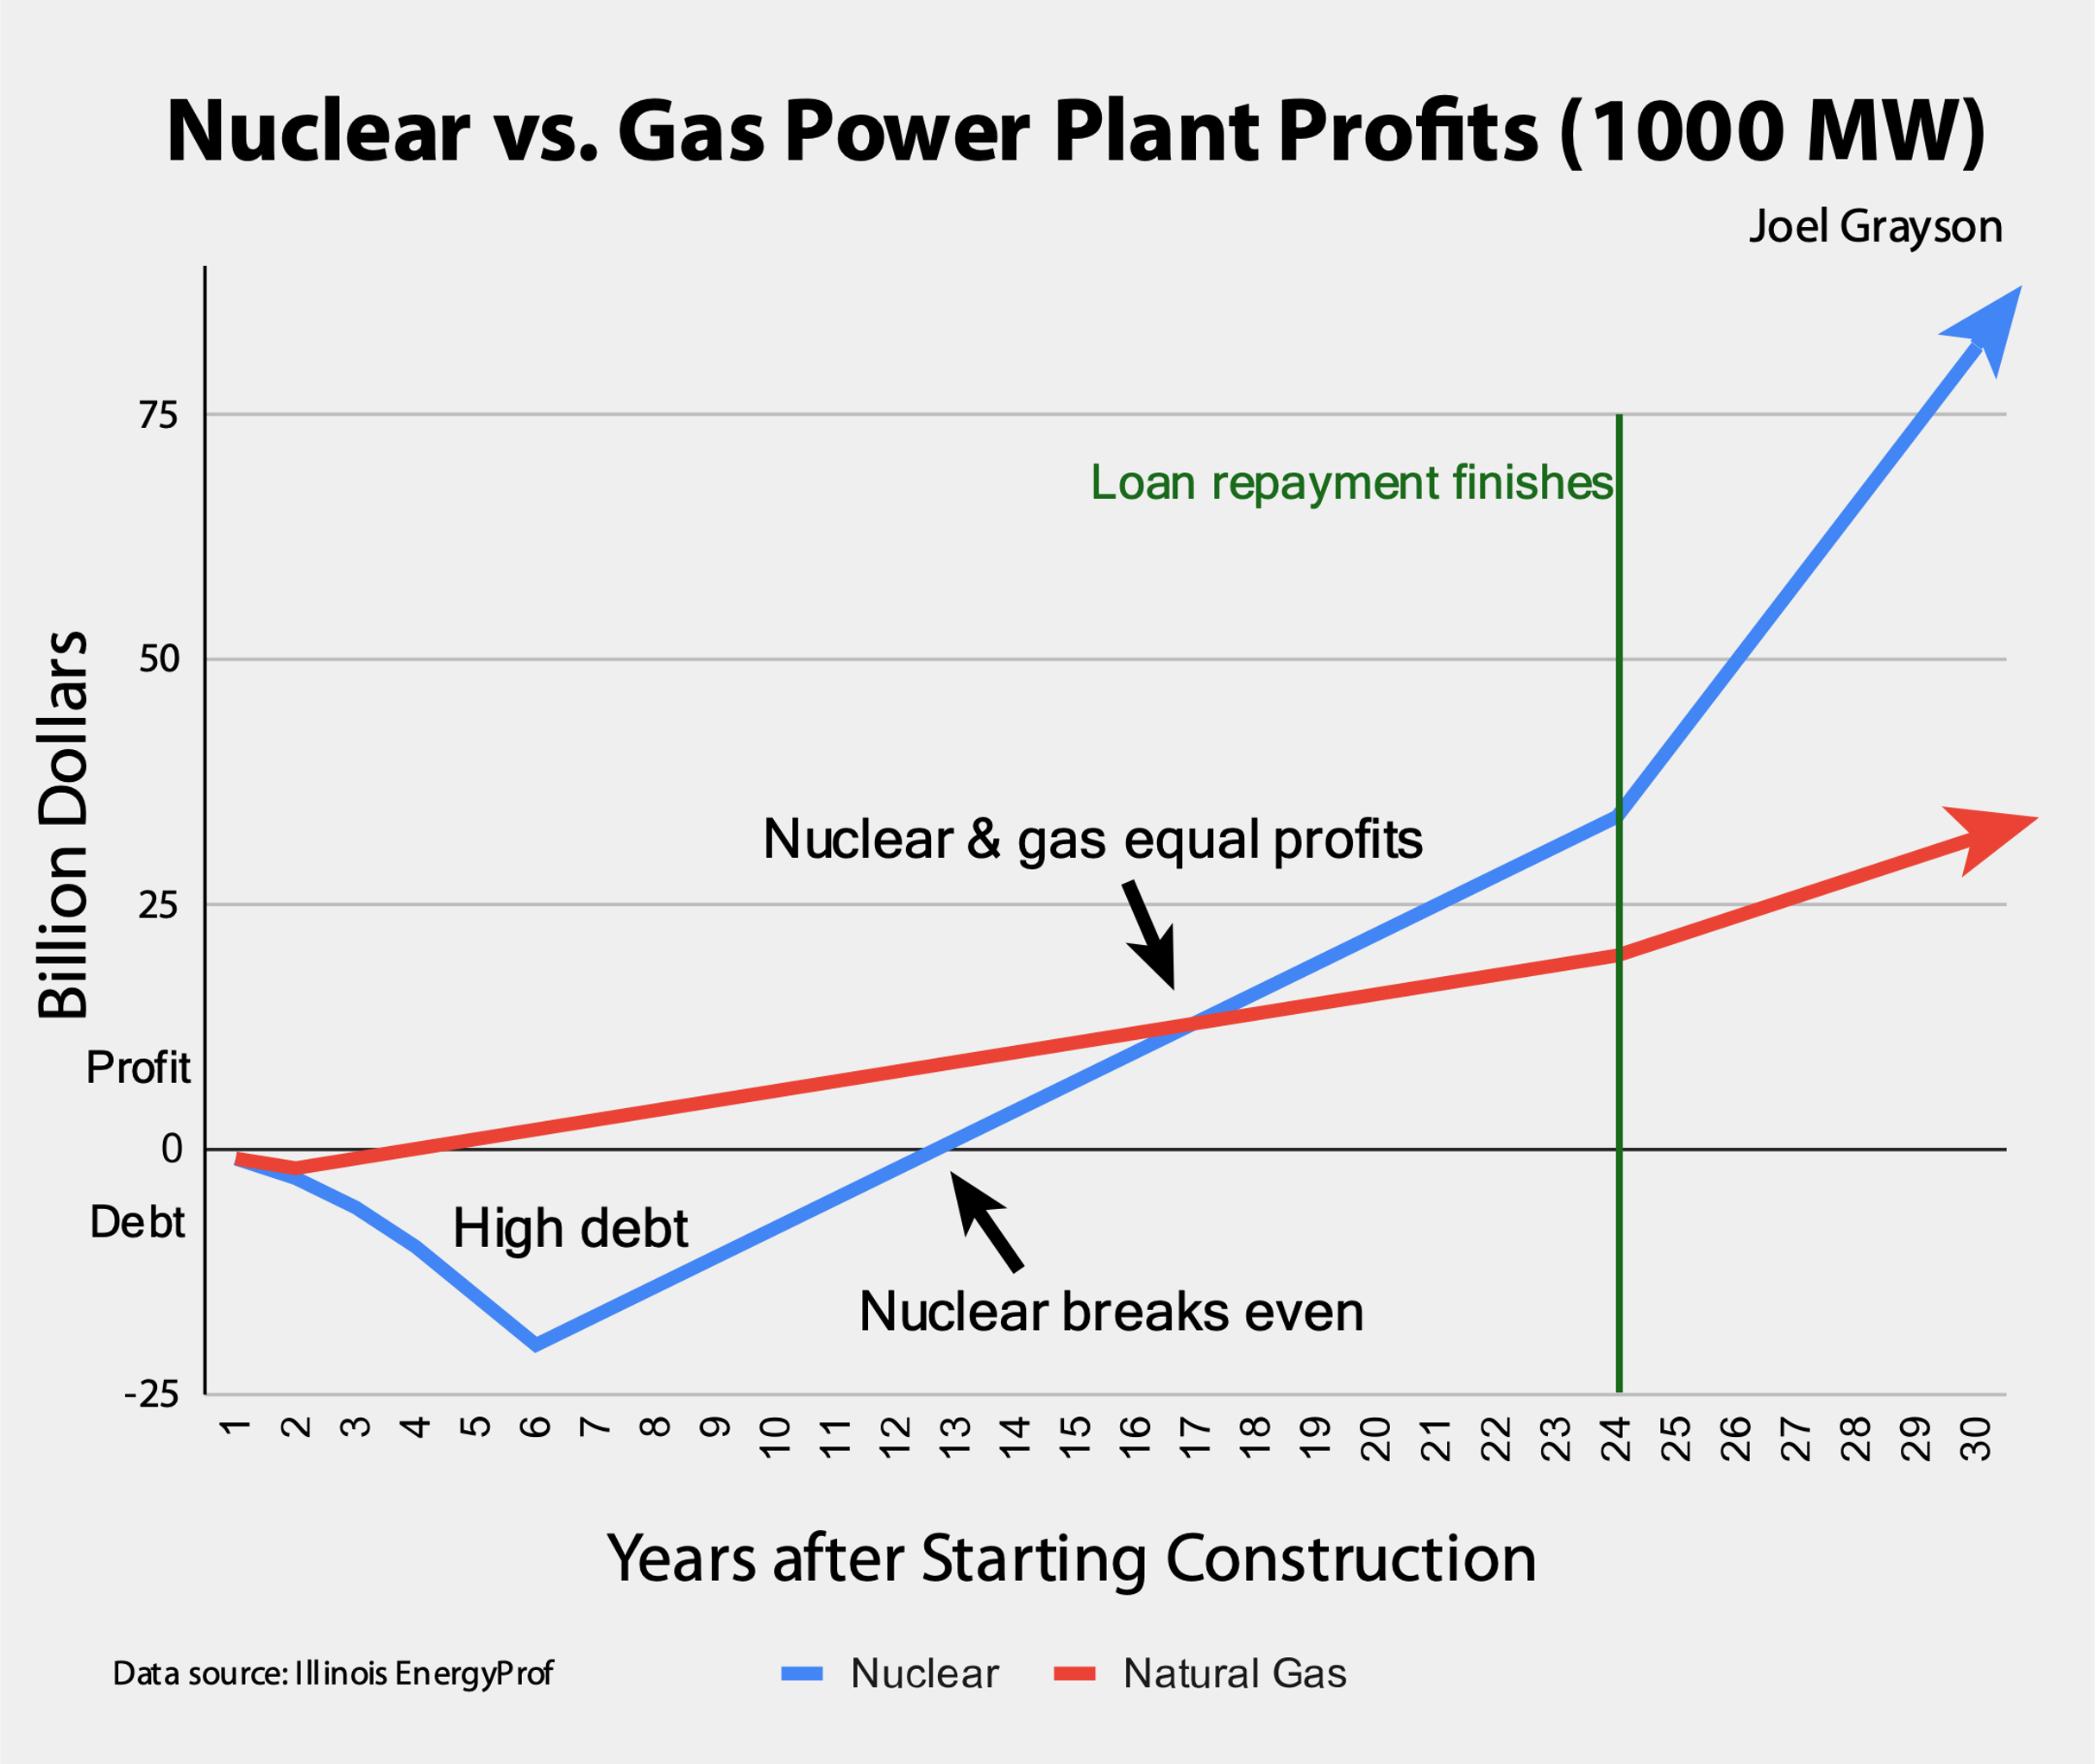 Nuclear vs. Gas Power Plant Profits (1000 MW)
Joel Grayson
Billion Dollars
75
50
25
Profit
0
Debt
-25
Loan repayment finishes
Nuclear & gas equal profits
High debt
Nuclear breaks even
1 2 3 4 5 6 7 8 9 10 11 12 13 14 15 16 17 18 19 20 21 22 23 24 25 26 27 28 29 30
Years after Starting Construction
Data source: Illinois EnergyProf
Nuclear
Natural Gas